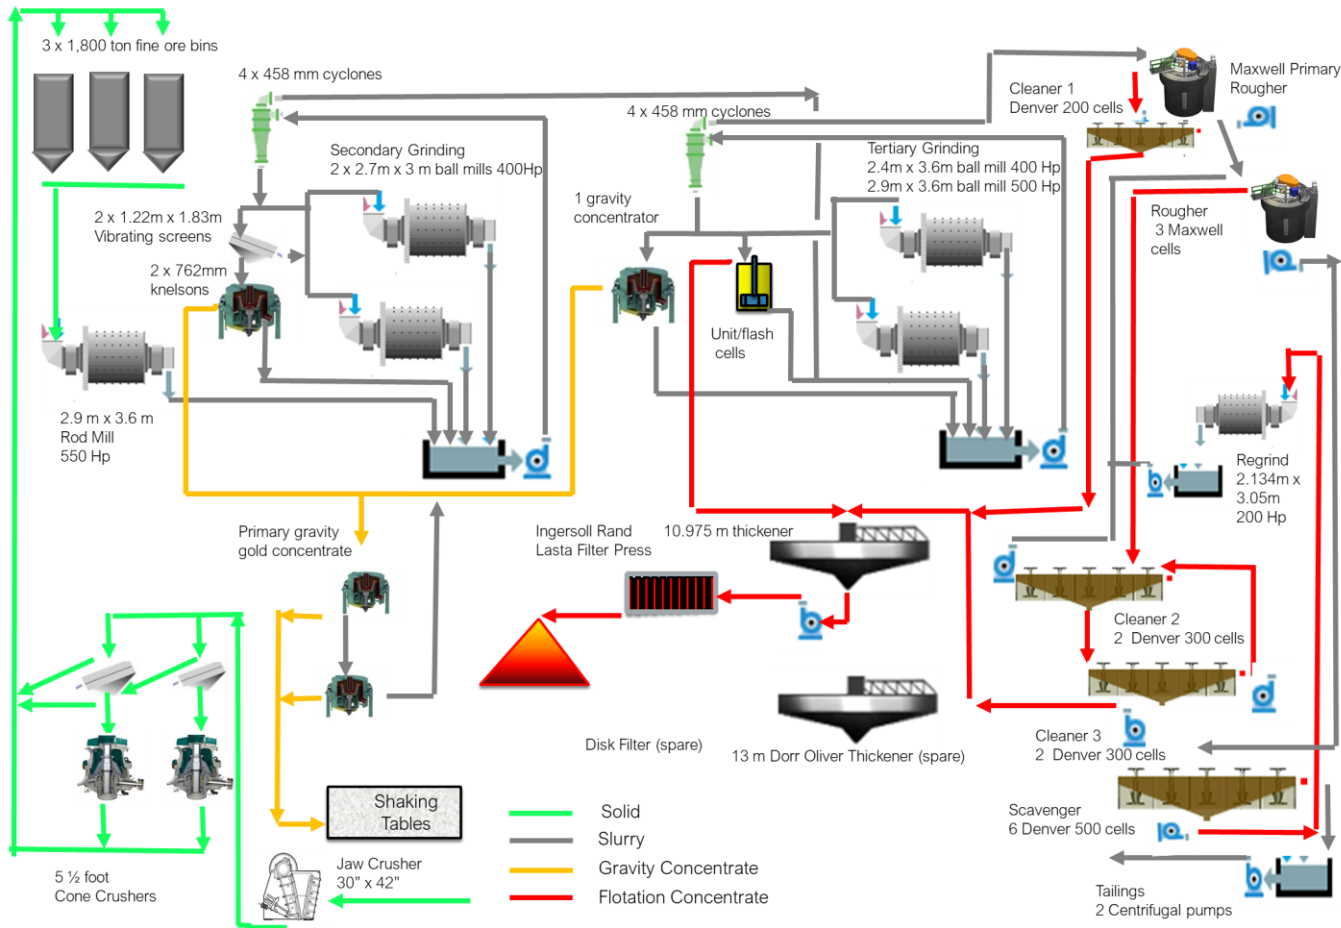 3 x 1,800 ton fine ore bins
4 x 458 mm cyclones
Secondary Grinding
2 x 2.7m x 3 m ball mills 400Hp
2 x 1.22m x 1.83m
Vibrating screens
2 x 762mm
knelsons
2.9 m x 3.6 m
Rod Mill
550 Hp
4 x 458 mm cyclones
Tertiary Grinding
2.4m x 3.6m ball mill 400 Hp
2.9m x 3.6m ball mill 500 Hp
1 gravity
concentrator
Unit/flash
cells
Cleaner 1
Denver 200 cells
Maxwell Primary
Rougher
Rougher
3 Maxwell
cells
Regrind
2.134m x
3.05m
200 Hp
Primary gravity
gold concentrate
Ingersoll Rand
Lasta Filter Press
10.975 m thickener
Cleaner 2
2 Denver 300 cells
Cleaner 3
2 Denver 300 cells
Disk Filter (spare)
13 m Dorr Oliver Thickener (spare)
Scavenger
6 Denver 500 cells
Shaking
Tables
Solid
Slurry
Gravity Concentrate
Flotation Concentrate
5 ½ foot
Cone Crushers
Jaw Crusher
30” x 42”
Tailings
2 Centrifugal pumps